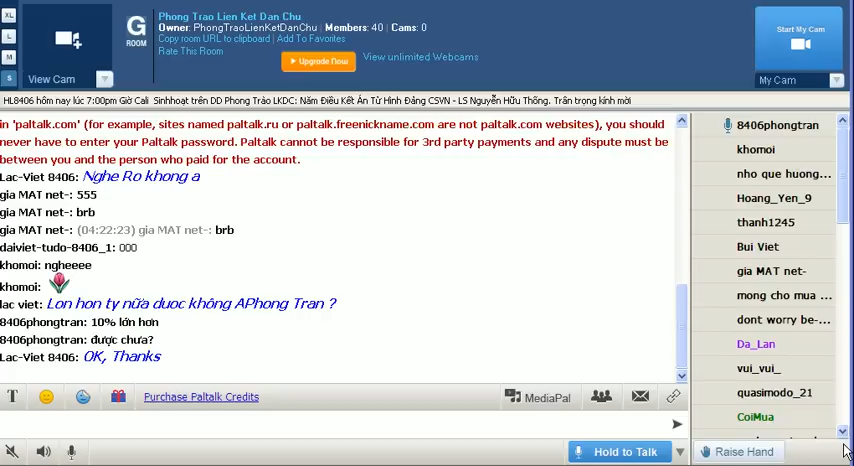 XL
L
M
S
View Cam
G
ROOM
Phong Trao Lien Ket Dan Chu
Owner: PhongTraoLienKetDanChu | Members: 40 | Cams: 0
Copy room URL to clipboard | Add To Favorites
Rate This Room
Upgrade Now
View unlimited Webcams
Start My Cam
My Cam
HL8406 hôm nay lúc 7:00pm Giờ Cali Sinhhoạt trên DD Phong Trào LKDC: Năm Điều Kết Án Tử Hình Đảng CSVN - LS Nguyễn Hữu Thống. Trân trọng kính mời
in 'paltalk.com' (for example, sites named paltalk.ru or paltalk.freenickname.com are not paltalk.com websites), you should
never have to enter your Paltalk password. Paltalk cannot be responsible for 3rd party payments and any dispute must be
between you and the person who paid for the account.
Lac-Viet 8406: Nghe Ro khong a
gia MAT net-: 555
gia MAT net-: brb
gia MAT net-: (04:22:23) gia MAT net-: brb
daiviet-tudo-8406_1: 000
khomoi: ngheeee
khomoi:
lac viet: Lon hon ty nữa duoc không APhong Tran ?
8406phongtran: 10% lớn hơn
8406phongtran: được chưa?
Lac-Viet 8406: OK, Thanks
8406phongtran
khomoi
nho que huong...
Hoang_Yen_9
thanh1245
Bui Viet
gia MAT net-
mong cho mua ...
dont worry be-...
Da_Lan
vui_vui_
quasimodo_21
CoiMua
T
Purchase Paltalk Credits
MediaPal
Hold to Talk
Raise Hand